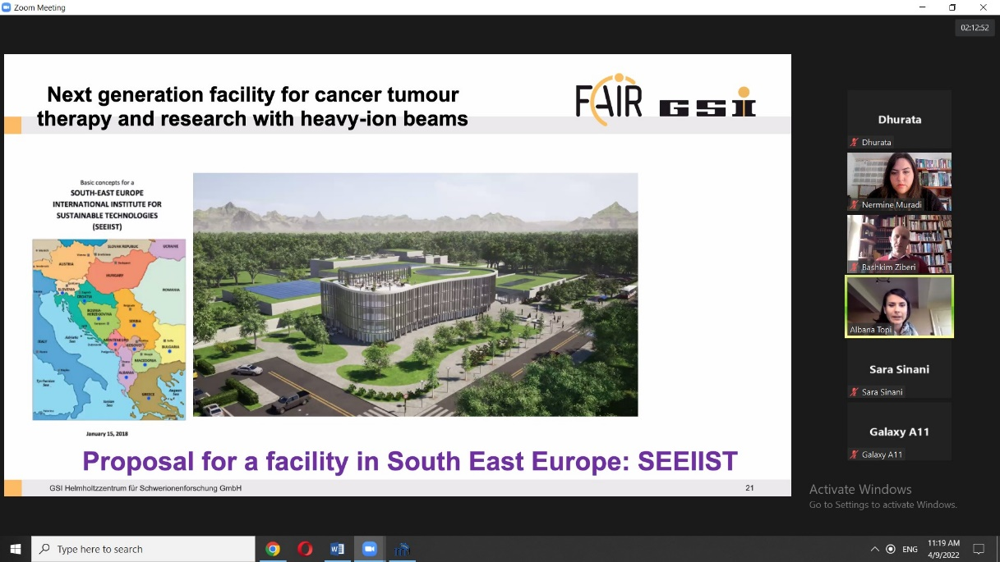 Zoom Meeting
02:12:52
Next generation facility for cancer tumour
therapy and research with heavy-ion beams
FAIR GSI
Basic concepts for a
SOUTH-EAST EUROPE
INTERNATIONAL INSTITUTE FOR
SUSTAINABLE TECHNOLOGIES
(SEEIIST)
SLOVAK REPUBLIC
UKRAINE
AUSTRIA
HUNGARY
ROMANIA
SLOVENIA
CROATIA
BOSNIA-
HERZEGOVINA
SERBIA
ITALY
Adriatic
Sea
MONTENEGRO
KOSOVO
BULGARIA
MACEDONIA
ALBANIA
Tyrrhenian
Sea
Ionian
Sea
GREECE
Aegean
Sea
January 15, 2018
Proposal for a facility in South East Europe: SEEIIST
GSI Helmholtzzentrum für Schwerionenforschung GmbH
21
Dhurata
Dhurata
Nermine Muradi
Bashkim Ziberi
Albana Topi
Sara Sinani
Sara Sinani
Galaxy A11
Galaxy A11
Activate Windows
Go to Settings to activate Windows.
Type here to search
ENG
11:19 AM
4/9/2022